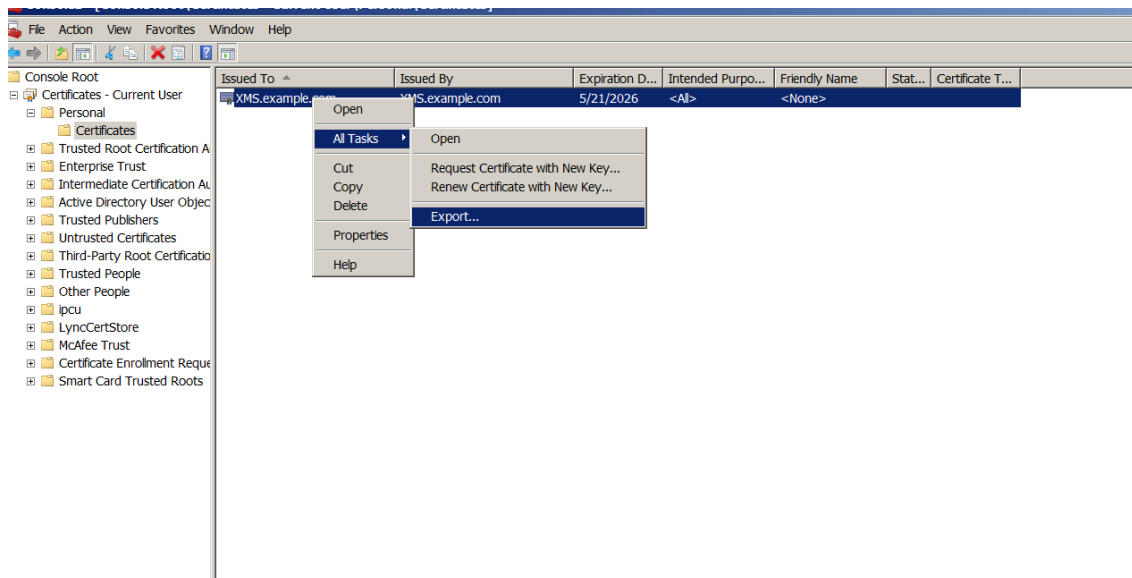 File Action View Favorites Window Help
Console Root
Certificates - Current User
Personal
Certificates
Trusted Root Certification A
Enterprise Trust
Intermediate Certification Au
Active Directory User Objec
Trusted Publishers
Untrusted Certificates
Third-Party Root Certificatio
Trusted People
Other People
ipcu
LyncCertStore
McAfee Trust
Certificate Enrollment Reque
Smart Card Trusted Roots
Issued To Issued By Expiration D... Intended Purpo... Friendly Name Stat... Certificate T...
XMS.example.com XMS.example.com 5/21/2026 <All> <None>
Open
All Tasks
Cut
Copy
Delete
Properties
Help
Open
Request Certificate with New Key...
Renew Certificate with New Key...
Export...